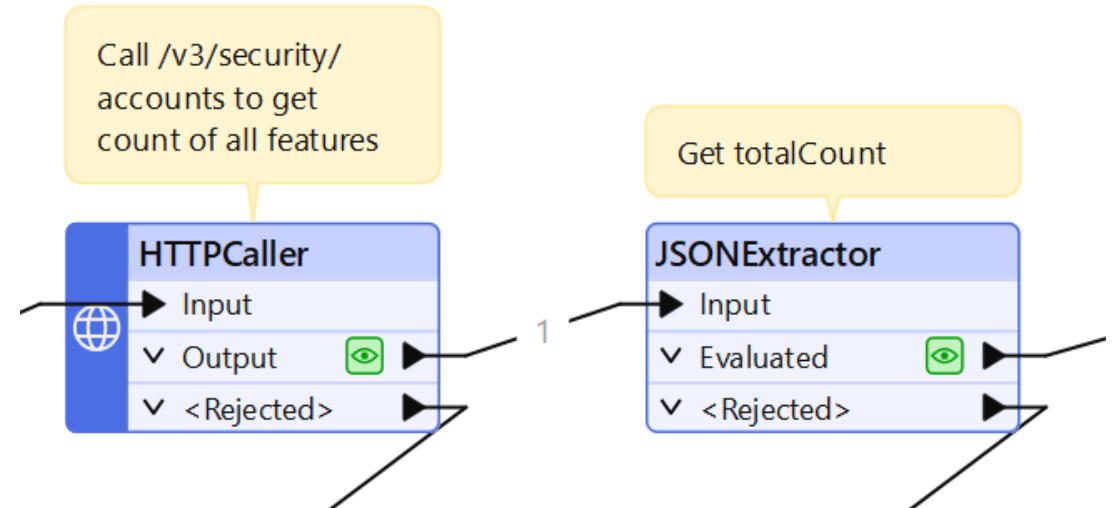 Call /v3/security/
accounts to get
count of all features
HTTPCaller
Input
Output
<Rejected>
1
Get totalCount
JSONExtractor
Input
Evaluated
<Rejected>